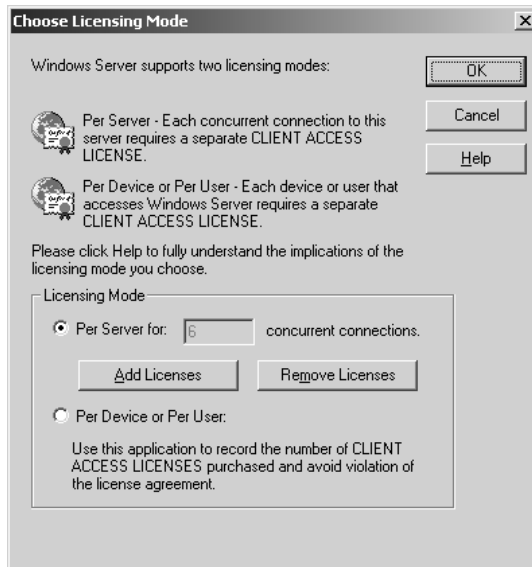 Choose Licensing Mode
Windows Server supports two licensing modes:
OK
Cancel
Help
Per Server - Each concurrent connection to this
server requires a separate CLIENT ACCESS
LICENSE.
Per Device or Per User - Each device or user that
accesses Windows Server requires a separate
CLIENT ACCESS LICENSE.
Please click Help to fully understand the implications of the
licensing mode you choose.
Licensing Mode
Per Server for: 6 concurrent connections.
Add Licenses
Remove Licenses
Per Device or Per User:
Use this application to record the number of CLIENT
ACCESS LICENSES purchased and avoid violation of
the license agreement.